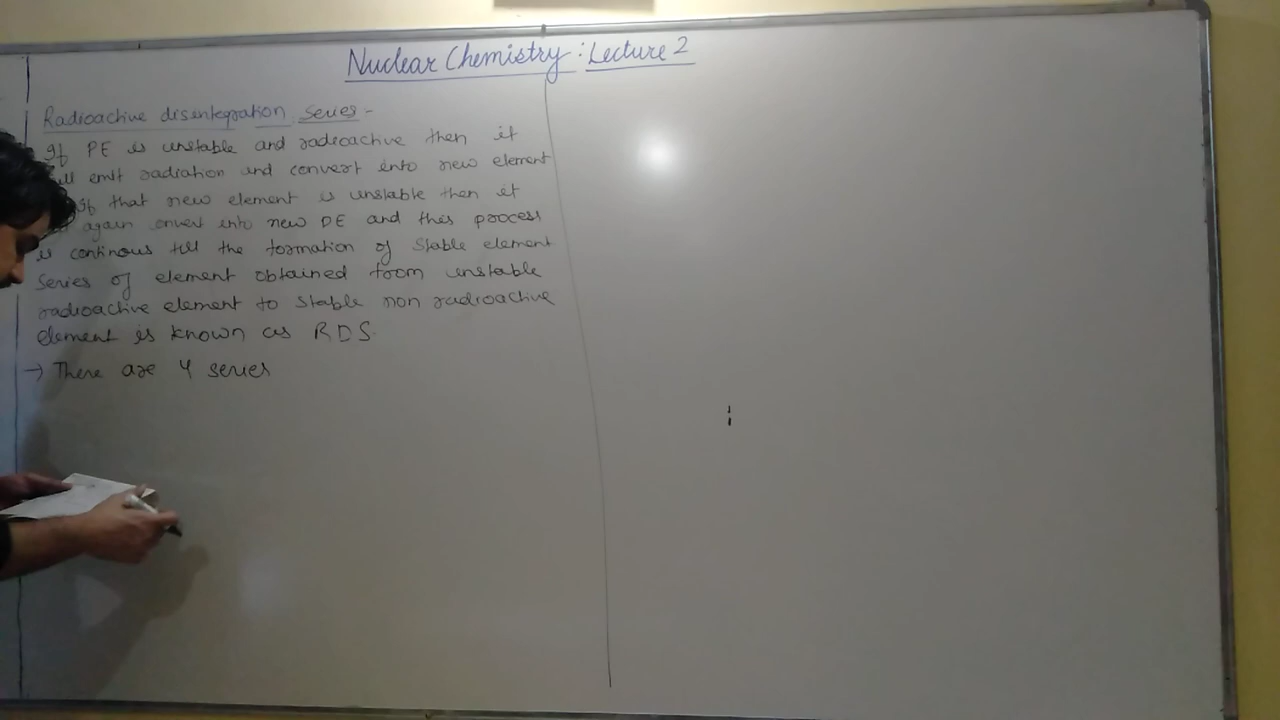 Nuclear Chemistry : Lecture 2
Radioactive disintegration series :-
If PE is unstable and radioactive then it
will emit radiation and convert into new element
if that new element is unstable then it
again convert into new DE and this process
is continous till the formation of stable element
Series of element obtained from unstable
radioactive element to stable non radioactive
element is known as RDS.
→ There are 4 series